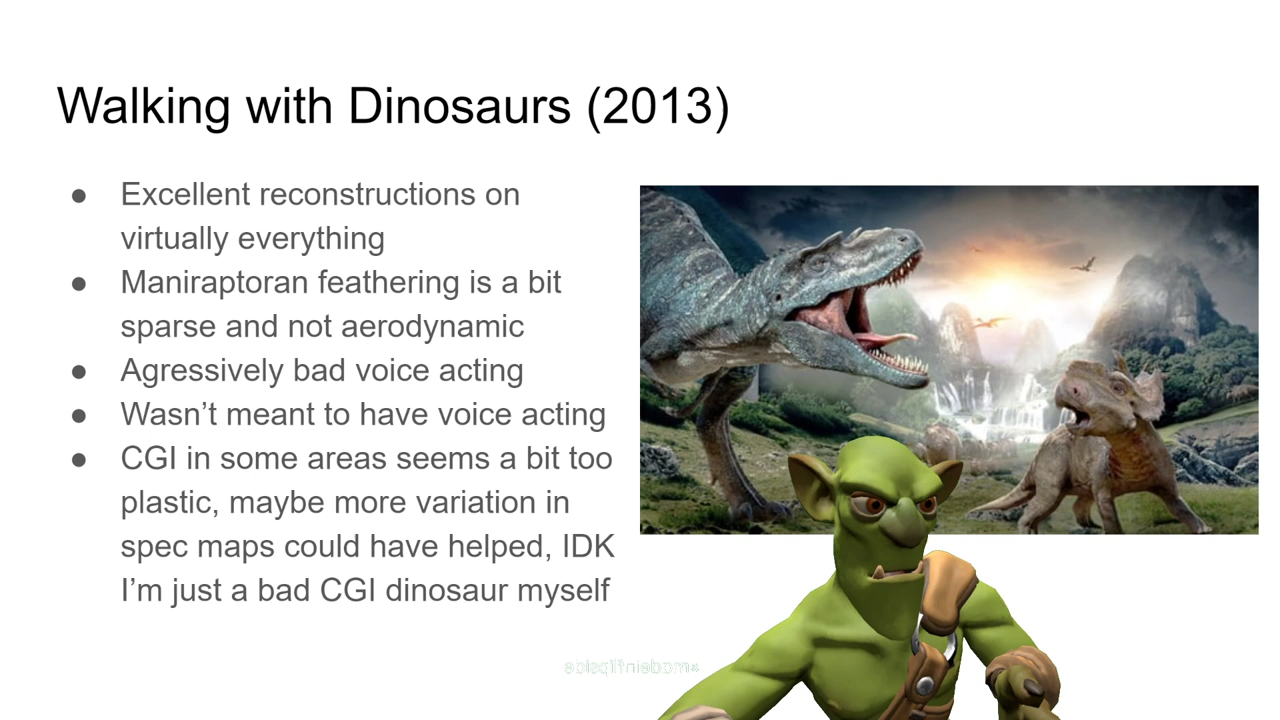 Walking with Dinosaurs (2013)
● Excellent reconstructions on
virtually everything
● Maniraptoran feathering is a bit
sparse and not aerodynamic
● Agressively bad voice acting
● Wasn’t meant to have voice acting
● CGI in some areas seems a bit too
plastic, maybe more variation in
spec maps could have helped, IDK
I’m just a bad CGI dinosaur myself